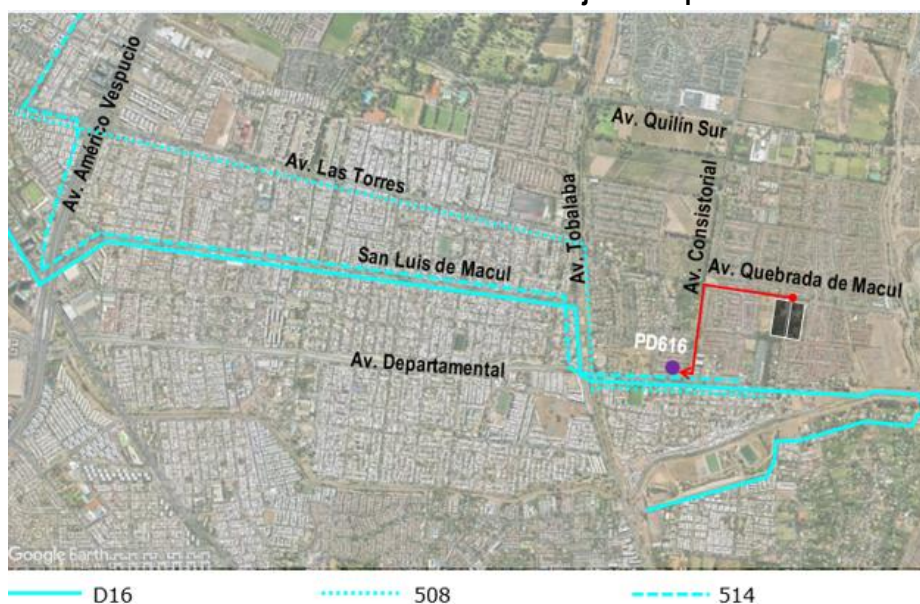 Av. Américo Vespucio
Av. Quilín Sur
Av. Las Torres
Av. Tobalaba
Av. Consistorial
San Luis de Macul
Av. Quebrada de Macul
PD616
Av. Departamental
Google Earth
D16
508
514